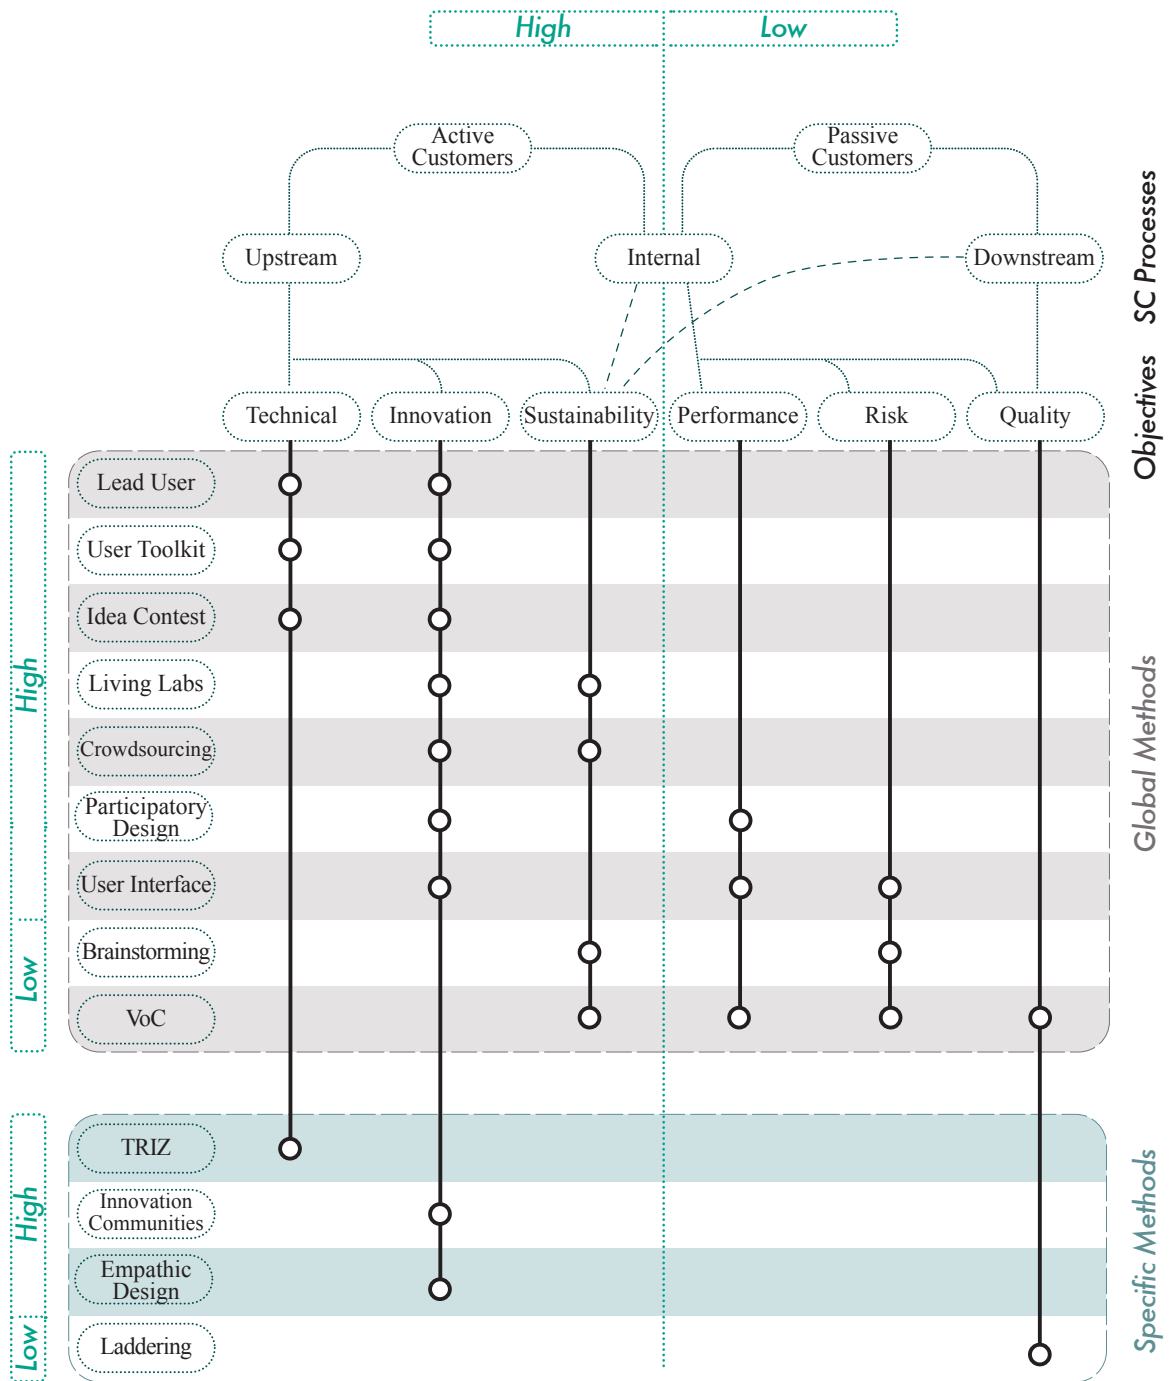 High
Low
Active
Customers
Passive
Customers
Upstream
Internal
Downstream
SC Processes
Technical
Innovation
Sustainability
Performance
Risk
Quality
Objectives
High
Low
Lead User
User Toolkit
Idea Contest
Living Labs
Crowdsourcing
Participatory
Design
User Interface
Brainstorming
VoC
Global Methods
High
Low
TRIZ
Innovation
Communities
Empathic
Design
Laddering
Specific Methods